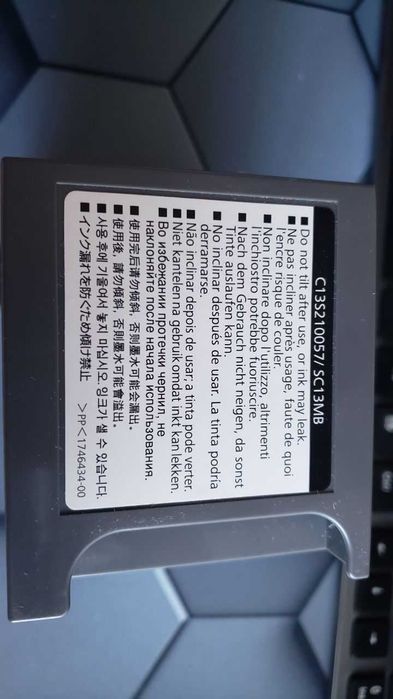 C13S210057/ SC13MB
■ Do not tilt after use, or ink may leak.
■ Ne pas incliner après usage, faute de quoi
l'encre risque de couler.
■ Non inclinare dopo l'utilizzo, altrimenti
l'inchiostro potrebbe fuoriuscire.
■ Nach dem Gebrauch nicht neigen, da sonst
Tinte auslaufen kann.
■ No inclinar después de usar. La tinta podría
derramarse.
■ Não inclinar depois de usar; a tinta pode verter.
■ Niet kantelen na gebruik omdat inkt kan lekken.
■ Во избежании протечки чернил, не
наклоняйте после начала использования.
■ 使用完后请勿倾斜，否则墨水可能会漏出。
■ 使用後，請勿傾斜，否則墨水可能會溢出。
■ 사용 후에 기울여서 놓지 마십시오. 잉크가 샐 수 있습니다.
■ インク漏れを防ぐため傾け禁止 >PP< 1746434-00